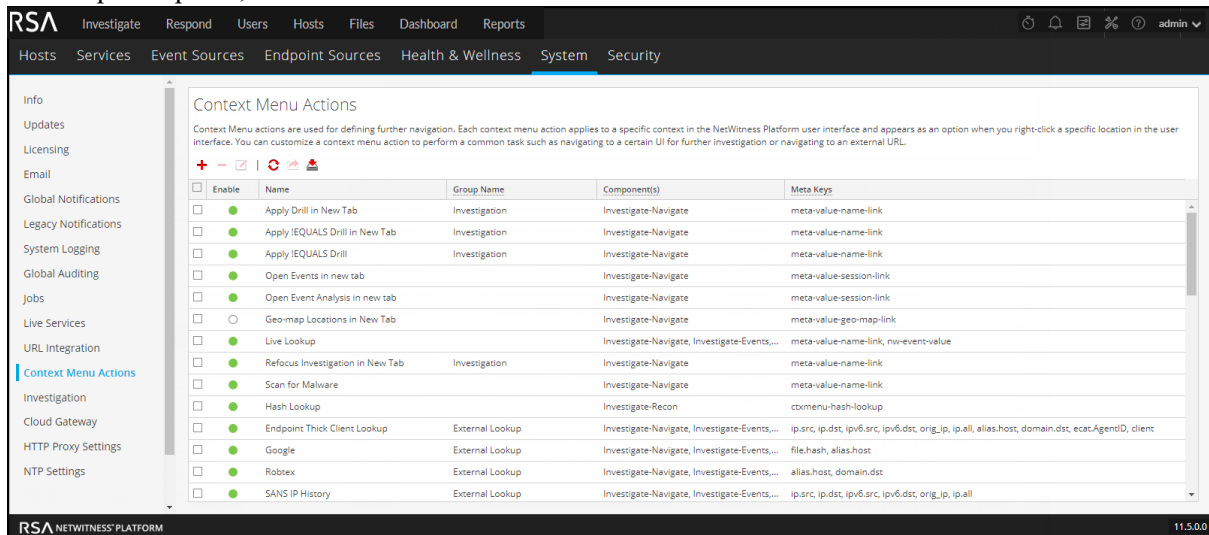 RSA Investigate Respond Users Hosts Files Dashboard Reports admin
Hosts Services Event Sources Endpoint Sources Health & Wellness System Security
Info
Updates
Licensing
Email
Global Notifications
Legacy Notifications
System Logging
Global Auditing
Jobs
Live Services
URL Integration
Context Menu Actions
Investigation
Cloud Gateway
HTTP Proxy Settings
NTP Settings
Context Menu Actions
Context Menu actions are used for defining further navigation. Each context menu action applies to a specific context in the NetWitness Platform user interface and appears as an option when you right-click a specific location in the user
interface. You can customize a context menu action to perform a common task such as navigating to a certain UI for further investigation or navigating to an external URL.
Enable Name Group Name Component(s) Meta Keys
Apply Drill in New Tab Investigation Investigate-Navigate meta-value-name-link
Apply !EQUALS Drill in New Tab Investigation Investigate-Navigate meta-value-name-link
Apply !EQUALS Drill Investigation Investigate-Navigate meta-value-name-link
Open Events in new tab Investigate-Navigate meta-value-session-link
Open Event Analysis in new tab Investigate-Navigate meta-value-session-link
Geo-map Locations in New Tab Investigate-Navigate meta-value-geo-map-link
Live Lookup Investigate-Navigate, Investigate-Events,... meta-value-name-link, nw-event-value
Refocus Investigation in New Tab Investigation Investigate-Navigate meta-value-name-link
Scan for Malware Investigate-Navigate meta-value-name-link
Hash Lookup Investigate-Recon ctxmenu-hash-lookup
Endpoint Thick Client Lookup External Lookup Investigate-Navigate, Investigate-Events,... ip.src, ip.dst, ipv6.src, ipv6.dst, orig_ip, ip.all, alias.host, domain.dst, ecat.AgentID, client
Google External Lookup Investigate-Navigate, Investigate-Events,... file.hash, alias.host
Robtex External Lookup Investigate-Navigate, Investigate-Events,... alias.host, domain.dst
SANS IP History External Lookup Investigate-Navigate, Investigate-Events,... ip.src, ip.dst, ipv6.src, ipv6.dst, orig_ip, ip.all
RSA NETWITNESS® PLATFORM 11.5.0.0